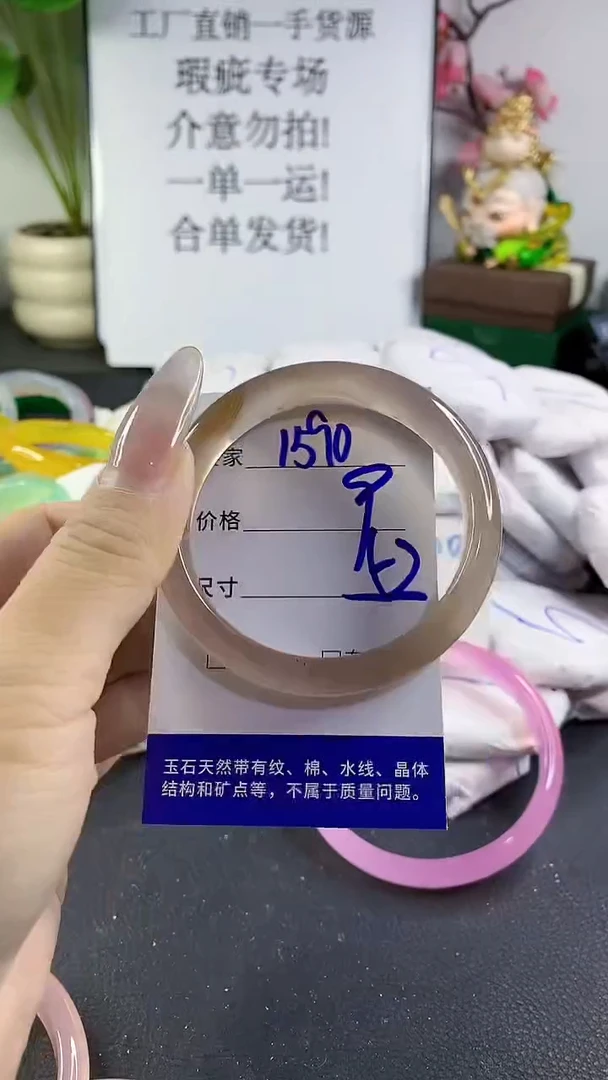 工厂直销一手货源
瑕疵专场
介意勿拍!
一单一运!
合单发货!
家 1590
价格
尺寸
玉石天然带有纹、棉、水线、晶体
结构和矿点等，不属于质量问题。